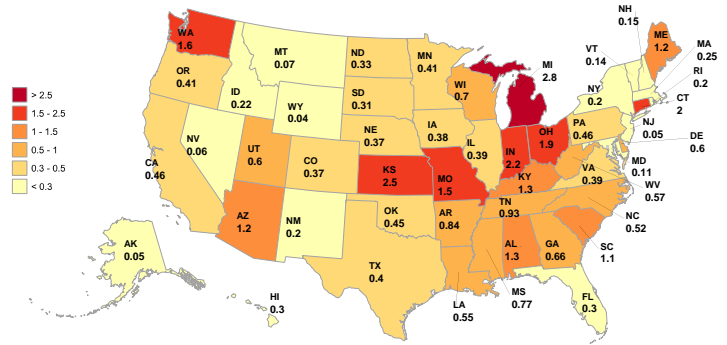 > 2.5
1.5 - 2.5
1 - 1.5
0.5 - 1
0.3 - 0.5
< 0.3
WA
1.6
OR
0.41
CA
0.46
NV
0.06
ID
0.22
MT
0.07
WY
0.04
UT
0.6
AZ
1.2
CO
0.37
NM
0.2
ND
0.33
SD
0.31
NE
0.37
KS
2.5
OK
0.45
TX
0.4
MN
0.41
IA
0.38
MO
1.5
AR
0.84
LA
0.55
WI
0.7
IL
0.39
MI
2.8
IN
2.2
OH
1.9
KY
1.3
TN
0.93
MS
0.77
AL
1.3
GA
0.66
FL
0.3
SC
1.1
NC
0.52
VA
0.39
WV
0.57
MD
0.11
DE
0.6
PA
0.46
NJ
0.05
NY
0.2
CT
2
RI
0.2
MA
0.25
VT
0.14
NH
0.15
ME
1.2
AK
0.05
HI
0.3